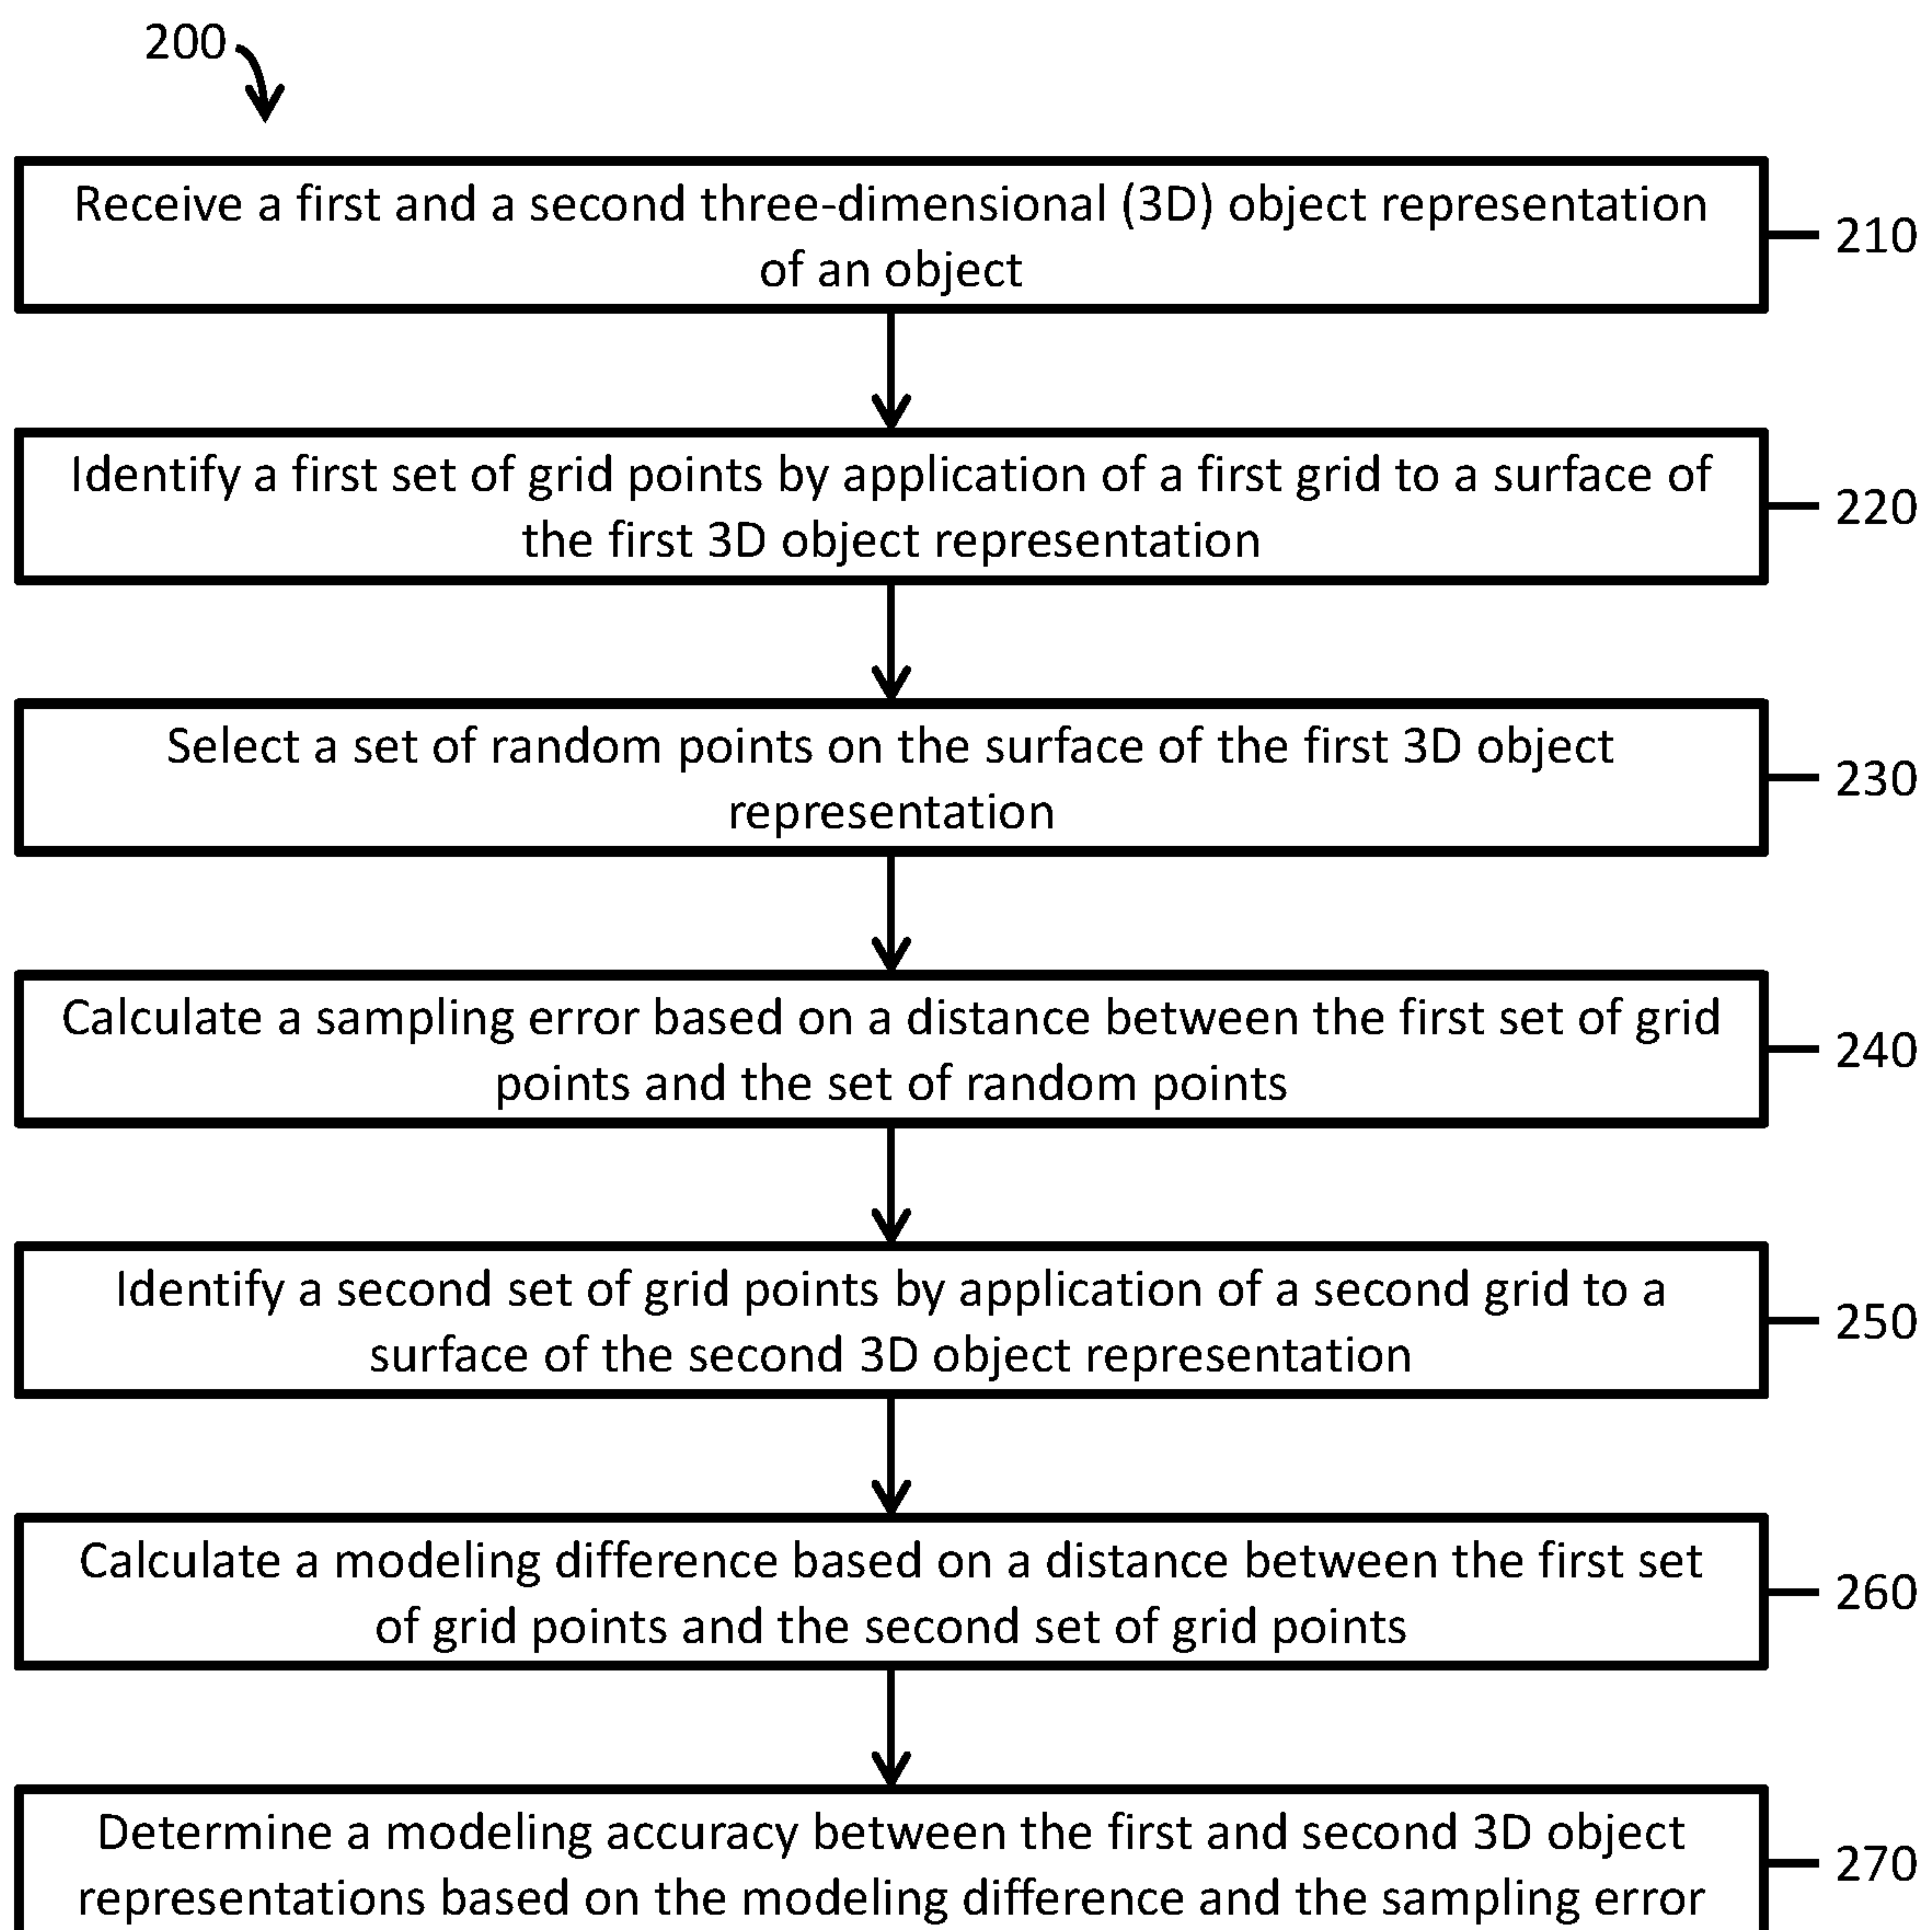 200
Receive a first and a second three-dimensional (3D) object representation
of an object
210
Identify a first set of grid points by application of a first grid to a surface of
the first 3D object representation
220
Select a set of random points on the surface of the first 3D object
representation
230
Calculate a sampling error based on a distance between the first set of grid
points and the set of random points
240
Identify a second set of grid points by application of a second grid to a
surface of the second 3D object representation
250
Calculate a modeling difference based on a distance between the first set
of grid points and the second set of grid points
260
Determine a modeling accuracy between the first and second 3D object
representations based on the modeling difference and the sampling error
270